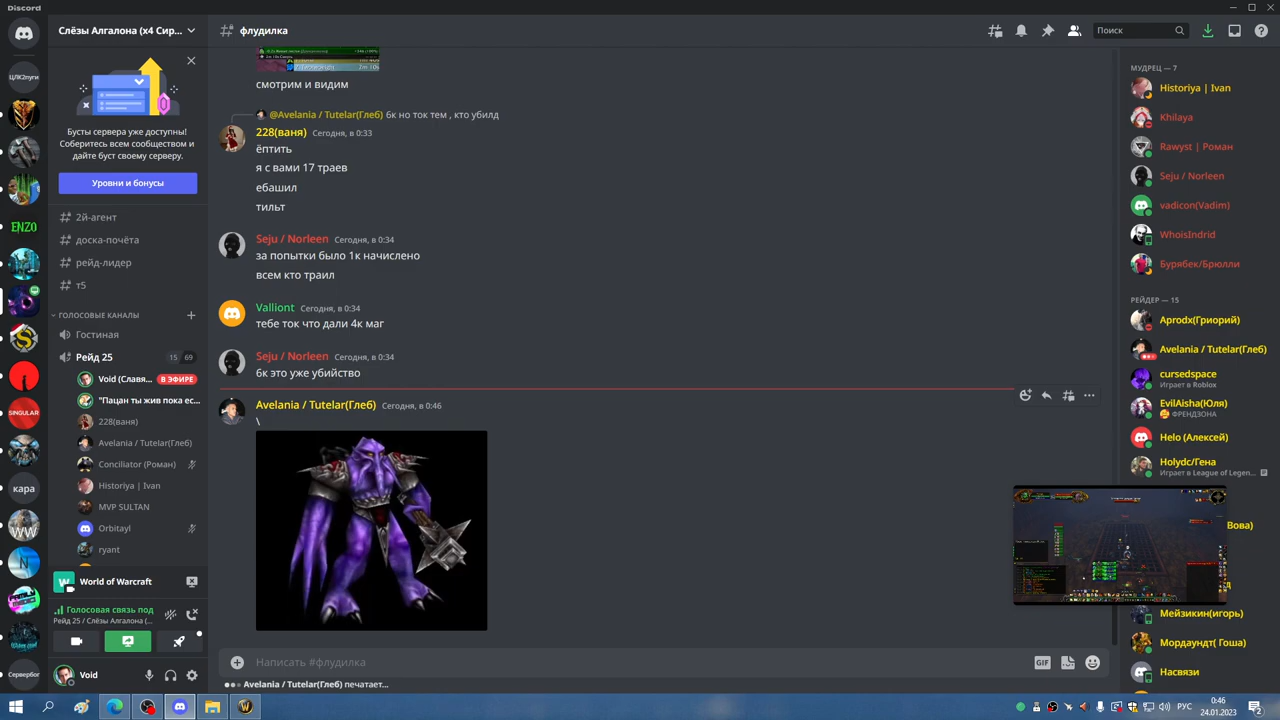 Discord
Слёзы Алгалона (x4 Сир...
флудилка
Поиск
Бусты сервера уже доступны!
Соберитесь всем сообществом и
дайте буст своему серверу.
Уровни и бонусы
2й-агент
доска-почёта
рейд-лидер
т5
ГОЛОСОВЫЕ КАНАЛЫ
Гостиная
Рейд 25
15 69
Void (Славя...
В ЭФИРЕ
"Пацан ты жив пока ес...
228(ваня)
Avelania / Tutelar(Глеб)
Conciliator (Роман)
Historiya | Ivan
MVP SULTAN
Orbitayl
ryant
World of Warcraft
Голосовая связь под
Рейд 25 / Слёзы Алгалона (...
Void
ЦЛК2пуги
ENZO
SINGULAR
кара
WW
Серверbot
смотрим и видим
@Avelania / Tutelar(Глеб) 6к но ток тем , кто убилд
228(ваня) Сегодня, в 0:33
ёптить
я с вами 17 траев
ебашил
тильт
Seju / Norleen Сегодня, в 0:34
за попытки было 1к начислено
всем кто траил
Valliont Сегодня, в 0:34
тебе ток что дали 4к маг
Seju / Norleen Сегодня, в 0:34
6к это уже убийство
Avelania / Tutelar(Глеб) Сегодня, в 0:46
\
Написать #флудилка
GIF
Avelania / Tutelar(Глеб) печатает...
МУДРЕЦ — 7
Historiya | Ivan
Khilaya
Rawyst | Роман
Seju / Norleen
vadicon(Vadim)
WhoisIndrid
Бурябек/Брюлли
РЕЙДЕР — 15
Aprodx(Гриорий)
Avelania / Tutelar(Глеб)
cursedspace
Играет в Roblox
EvilAisha(Юля)
ФРЕНДЗОНА
Helo (Алексей)
Holydc/Гена
Играет в League of Legen...
Вова)
Мейзикин(игорь)
Мордаундт( Гоша)
Насвязи
РУС
0:46
24.01.2023
2